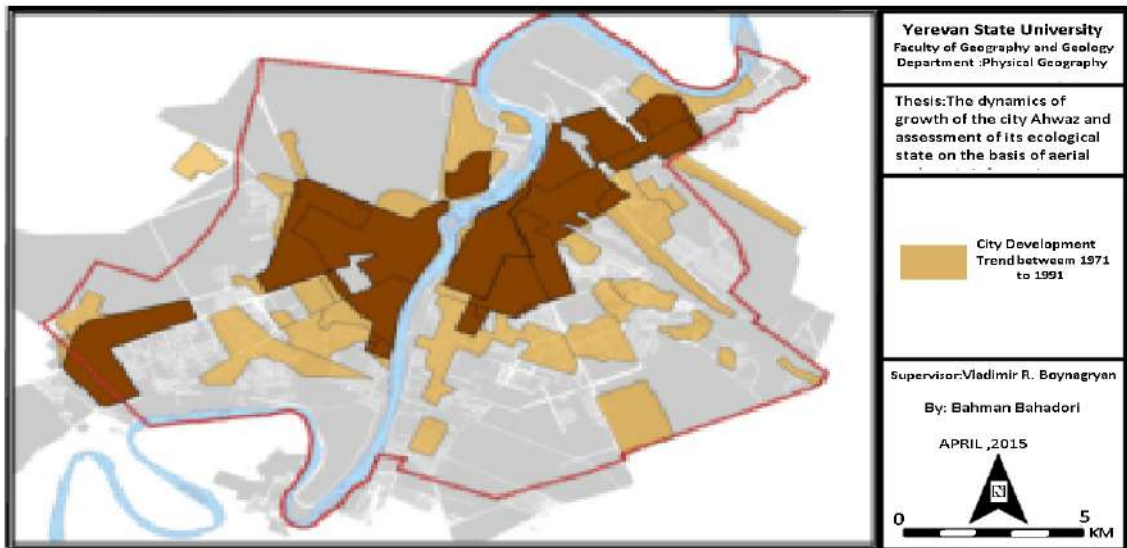 Yerevan State University
Faculty of Geography and Geology
Department :Physical Geography
Thesis:The dynamics of
growth of the city Ahwaz and
assessment of its ecological
state on the basis of aerial
City Development
Trend betweem 1971
to 1991
Supervisor:Vladimir R. Boynagryan
By: Bahman Bahadori
APRIL ,2015
N
0 5
KM